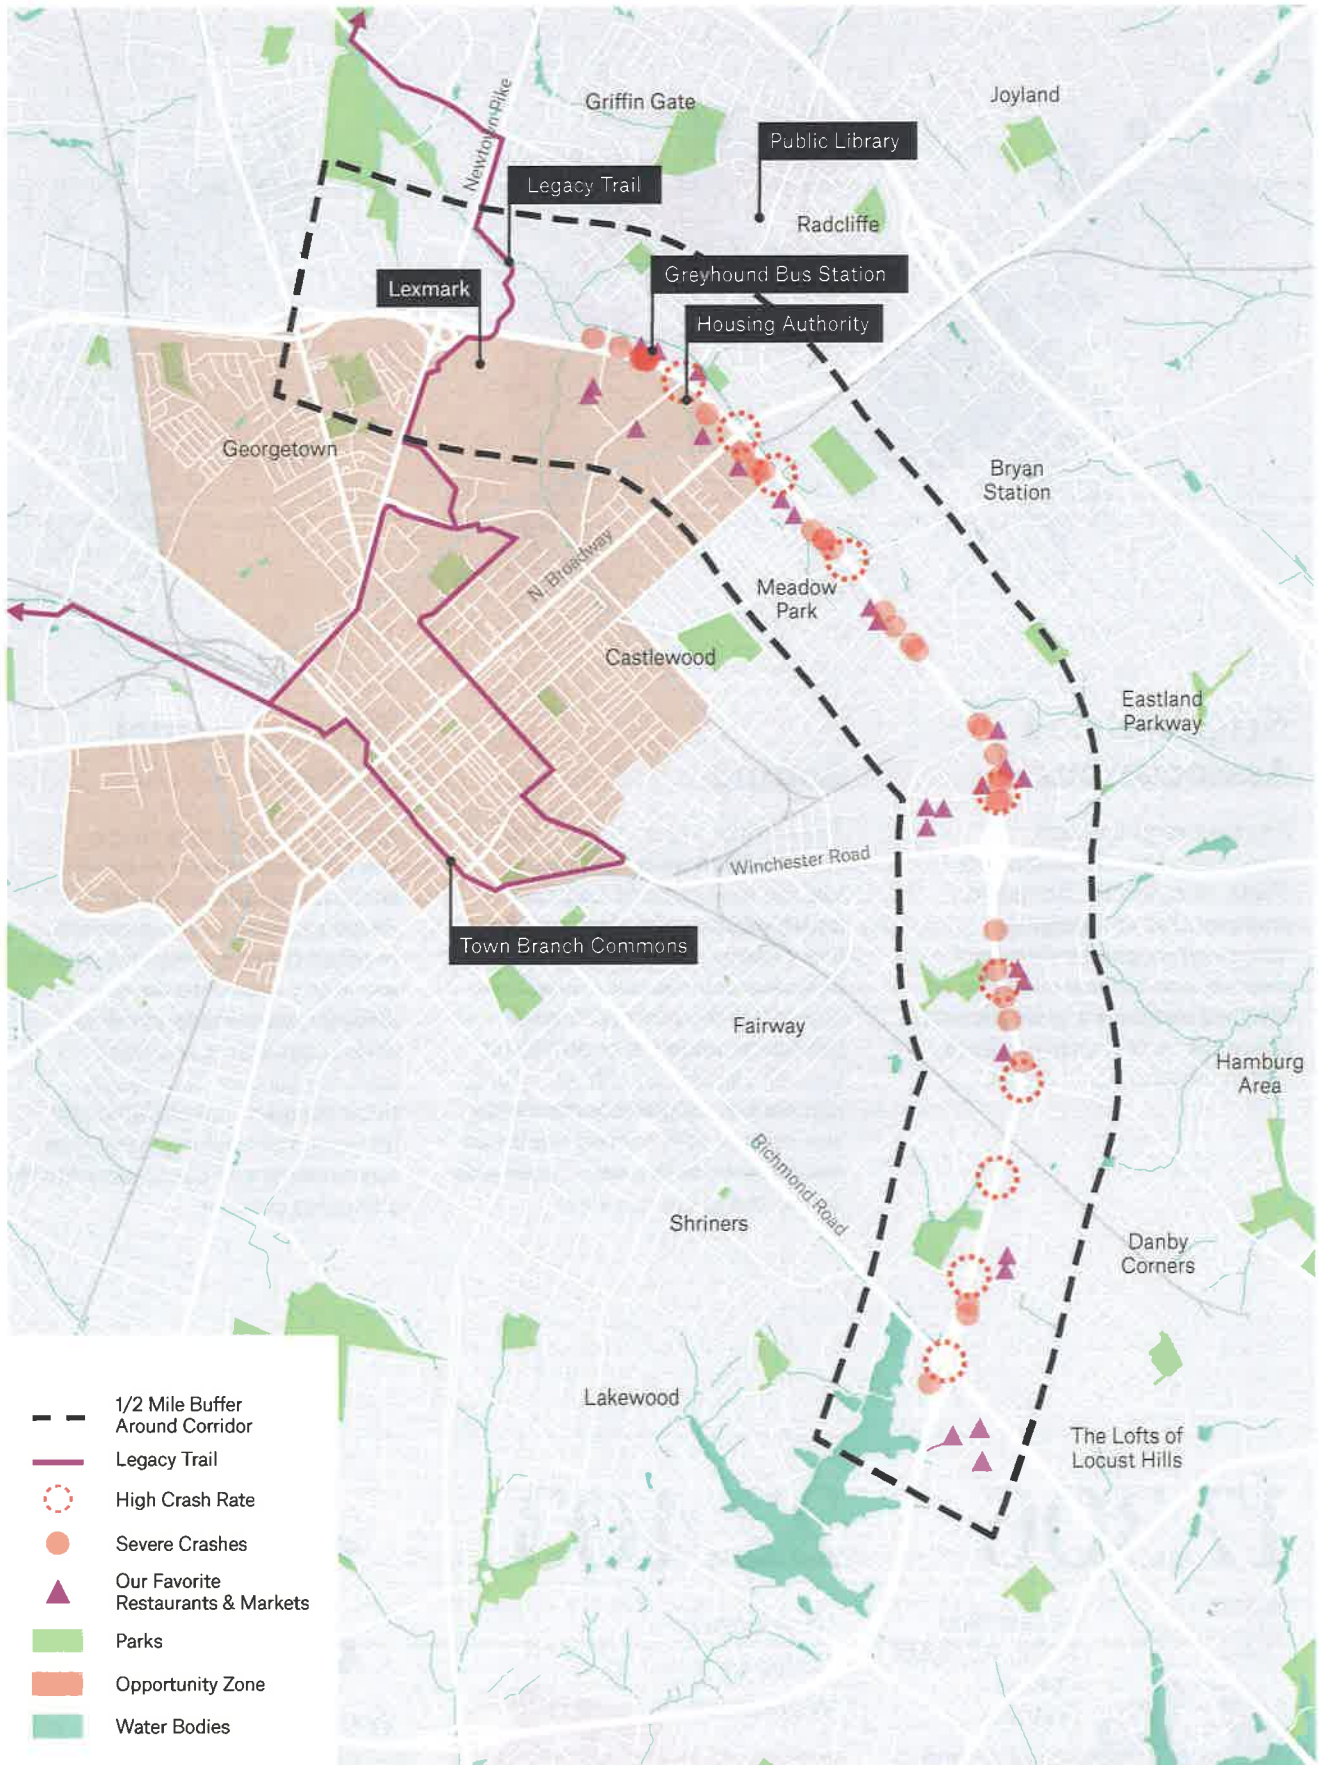 Griffin Gate
Joyland
Public Library
Newtown Pike
Legacy Trail
Radcliffe
Greyhound Bus Station
Lexmark
Housing Authority
Georgetown
Bryan
Station
N. Broadway
Meadow
Park
Castlewood
Eastland
Parkway
Winchester Road
Town Branch Commons
Fairway
Hamburg
Area
Richmond Road
Shriners
Danby
Corners
Lakewood
The Lofts of
Locust Hills
1/2 Mile Buffer
Around Corridor
Legacy Trail
High Crash Rate
Severe Crashes
Our Favorite
Restaurants & Markets
Parks
Opportunity Zone
Water Bodies